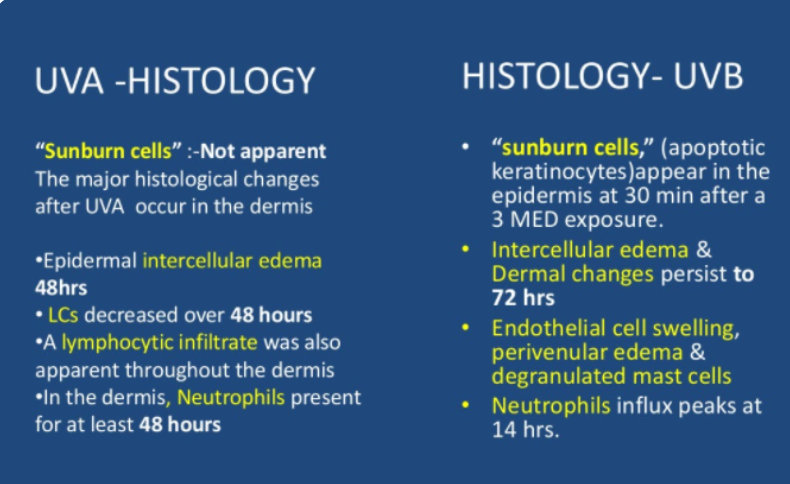 UVA -HISTOLOGY
“Sunburn cells” :-Not apparent
The major histological changes
after UVA occur in the dermis
•Epidermal intercellular edema
48hrs
• LCs decreased over 48 hours
•A lymphocytic infiltrate was also
apparent throughout the dermis
•In the dermis, Neutrophils present
for at least 48 hours
HISTOLOGY- UVB
• “sunburn cells,” (apoptotic
keratinocytes)appear in the
epidermis at 30 min after a
3 MED exposure.
• Intercellular edema &
Dermal changes persist to
72 hrs
• Endothelial cell swelling,
perivenular edema &
degranulated mast cells
• Neutrophils influx peaks at
14 hrs.